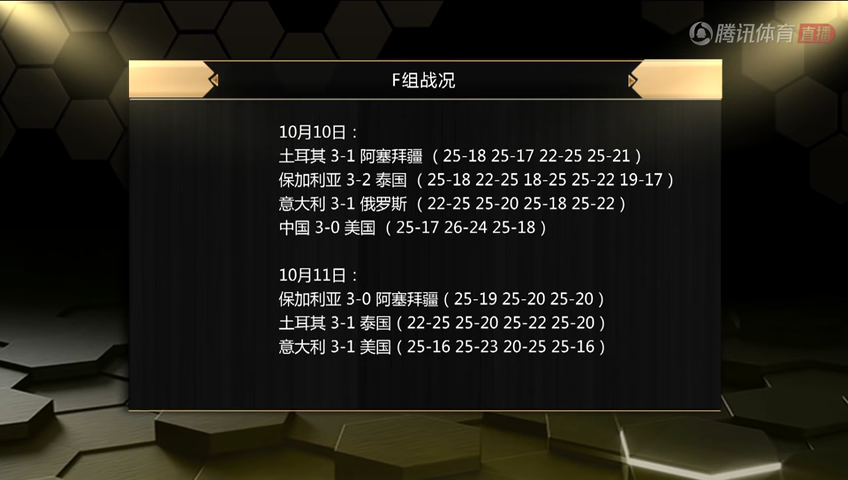 腾讯体育 直播
F组战况
10月10日：
土耳其 3-1 阿塞拜疆 （ 25-18 25-17 22-25 25-21 ）
保加利亚 3-2 泰国 （ 25-18 22-25 18-25 25-22 19-17 ）
意大利 3-1 俄罗斯 （ 22-25 25-20 25-18 25-22 ）
中国 3-0 美国 （ 25-17 26-24 25-18 ）
10月11日：
保加利亚 3-0 阿塞拜疆（ 25-19 25-20 25-20 ）
土耳其 3-1 泰国（ 22-25 25-20 25-22 25-20 ）
意大利 3-1 美国（ 25-16 25-23 20-25 25-16 ）